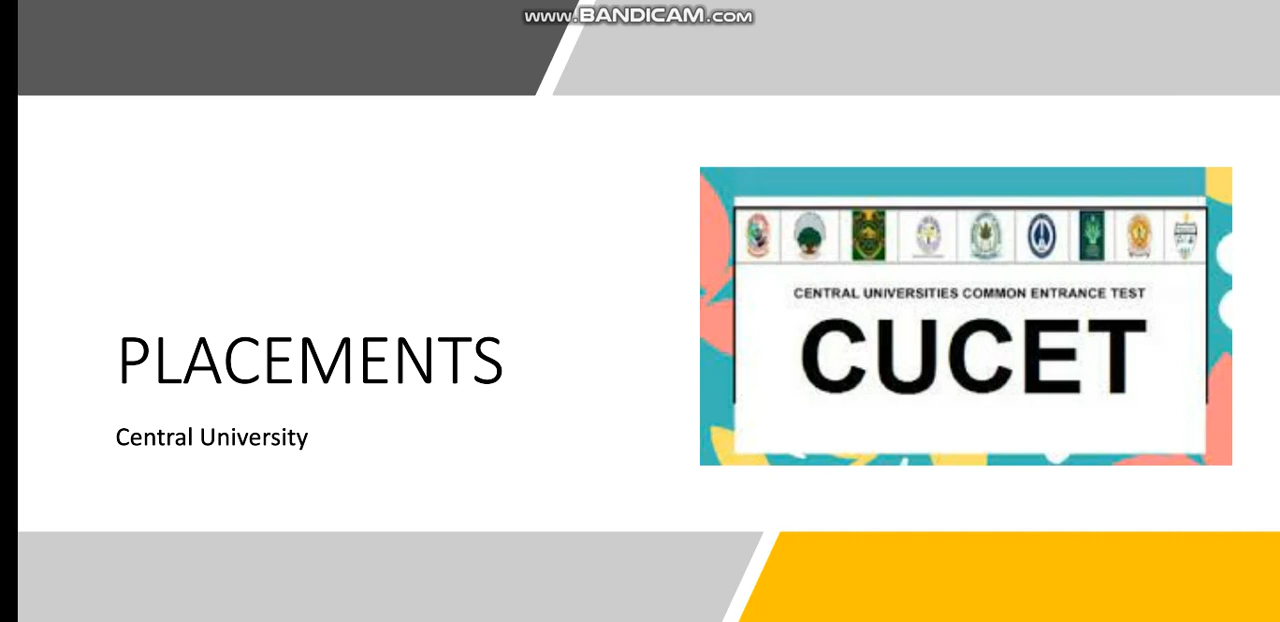 www.BANDICAM.com
PLACEMENTS
Central University
CENTRAL UNIVERSITIES COMMON ENTRANCE TEST
CUCET